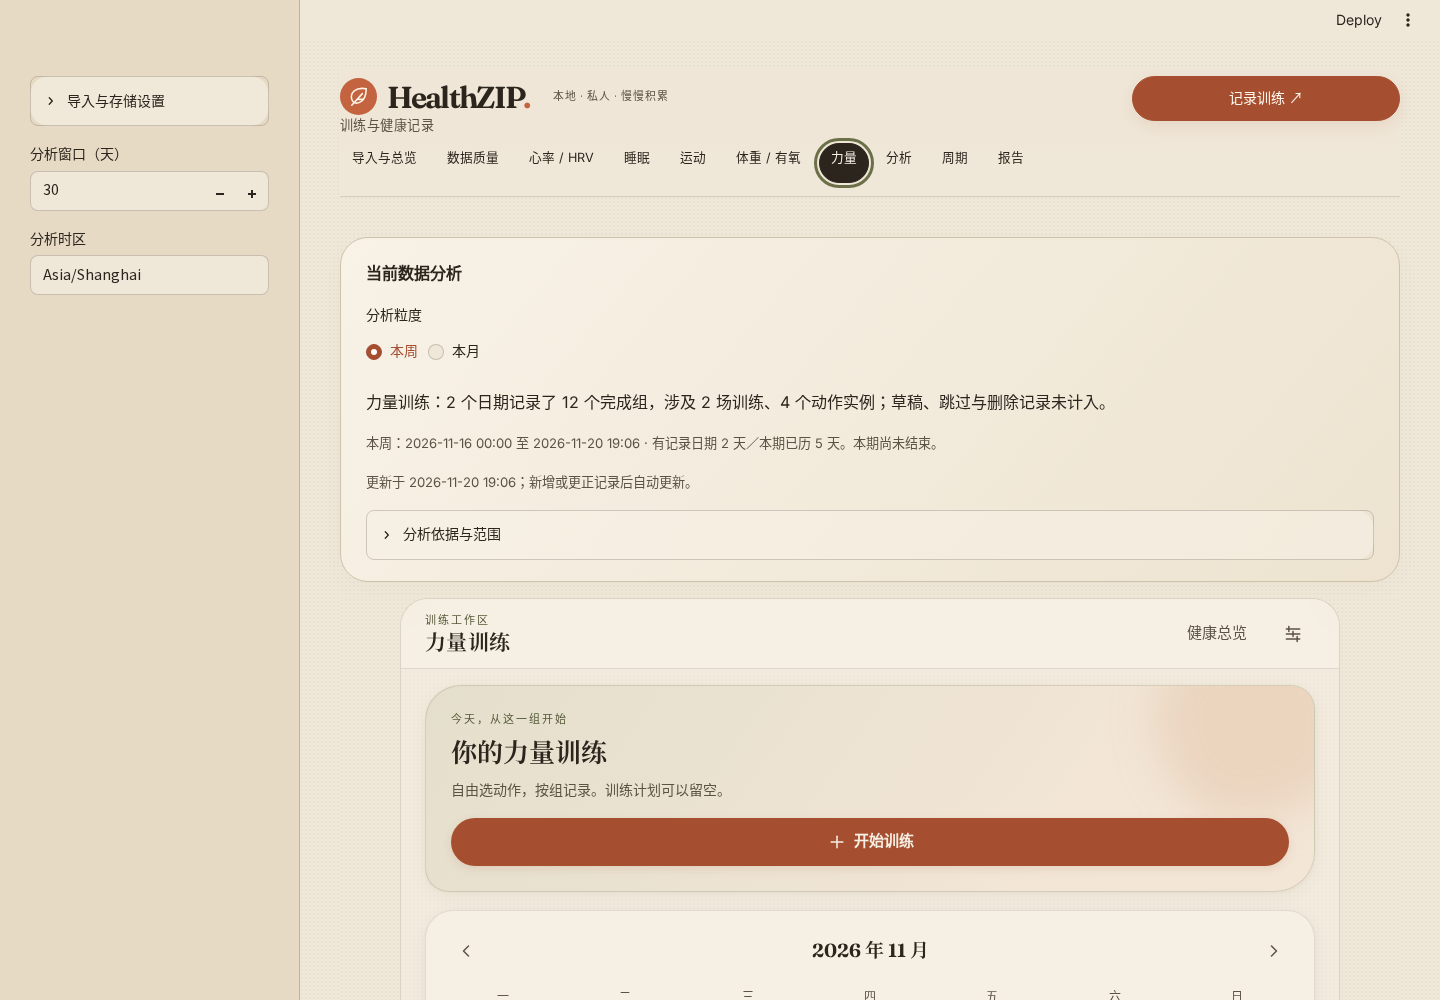 Deploy
导入与存储设置
分析窗口（天）
30
分析时区
Asia/Shanghai
HealthZIP.
本地 · 私人 · 慢慢积累
训练与健康记录
记录训练 ↗
导入与总览 数据质量 心率 / HRV 睡眠 运动 体重 / 有氧 力量 分析 周期 报告
当前数据分析
分析粒度
本周 本月
力量训练：2 个日期记录了 12 个完成组，涉及 2 场训练、4 个动作实例；草稿、跳过与删除记录未计入。
本周：2026-11-16 00:00 至 2026-11-20 19:06 · 有记录日期 2 天／本期已历 5 天。本期尚未结束。
更新于 2026-11-20 19:06；新增或更正记录后自动更新。
分析依据与范围
训练工作区
力量训练
健康总览
今天，从这一组开始
你的力量训练
自由选动作，按组记录。训练计划可以留空。
开始训练
2026 年 11 月
一 二 三 四 五 六 日